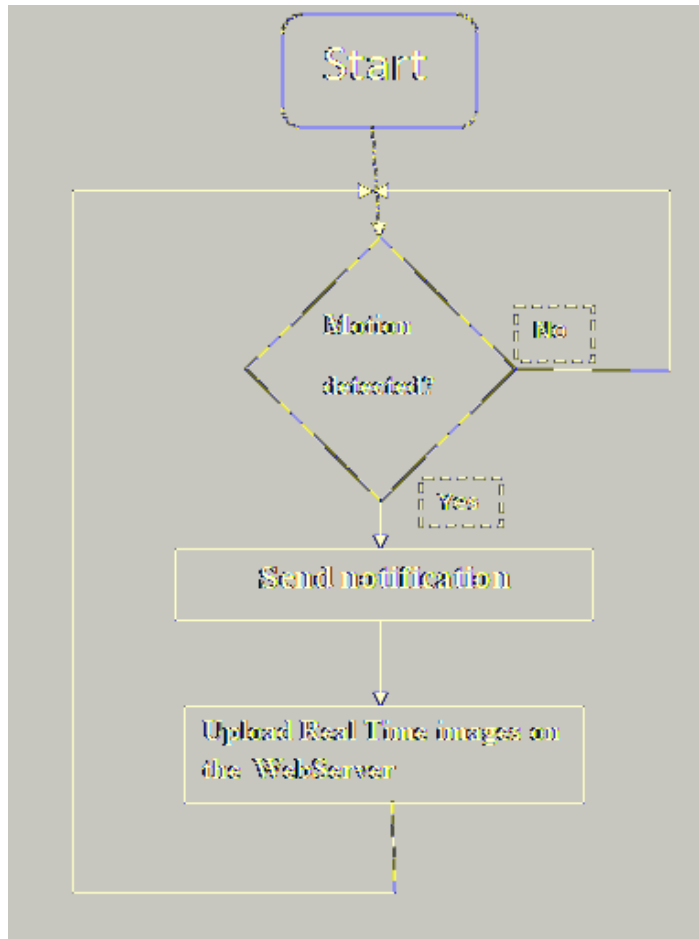 Start
Motion
detected?
No
Yes
Send notification
Upload Real Time images on
the WebServer